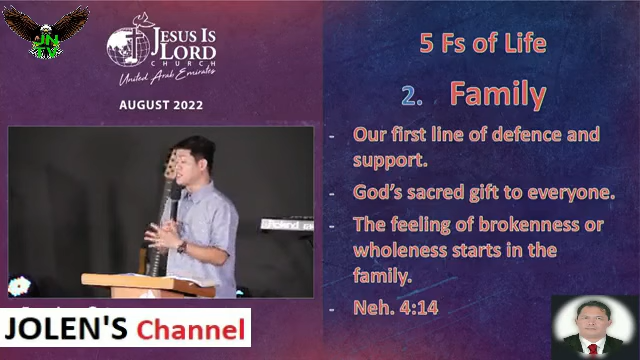 JN
TV
JESUS IS
LORD
CHURCH
United Arab Emirates
AUGUST 2022
5 Fs of Life
2. Family
- Our first line of defence and
support.
- God's sacred gift to everyone.
- The feeling of brokenness or
wholeness starts in the
family.
- Neh. 4:14
Roland
JOLEN'S Channel